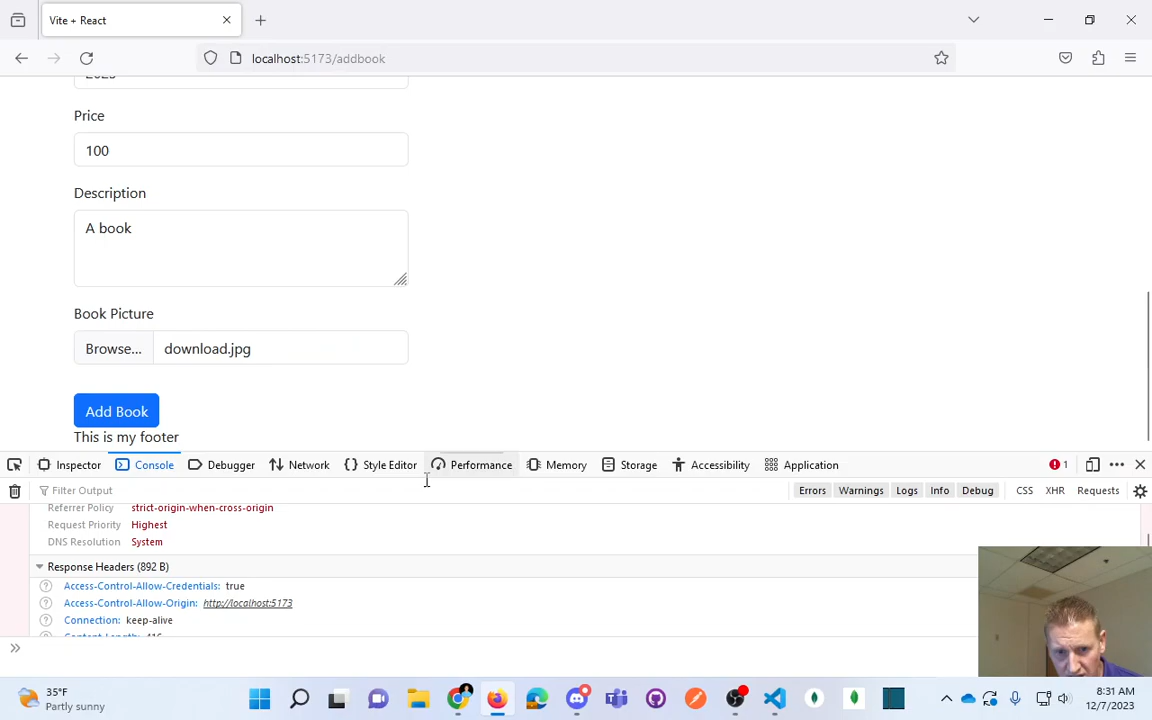 Vite + React
localhost:5173/addbook
Price
100
Description
A book
Book Picture
Browse... download.jpg
Add Book
This is my footer
Inspector Console Debugger Network Style Editor Performance Memory Storage Accessibility Application 1
Filter Output Errors Warnings Logs Info Debug CSS XHR Requests
Referrer Policy strict-origin-when-cross-origin
Request Priority Highest
DNS Resolution System
Response Headers (892 B)
? Access-Control-Allow-Credentials: true
? Access-Control-Allow-Origin: http://localhost:5173
? Connection: keep-alive
35°F
Partly sunny
8:31 AM
12/7/2023